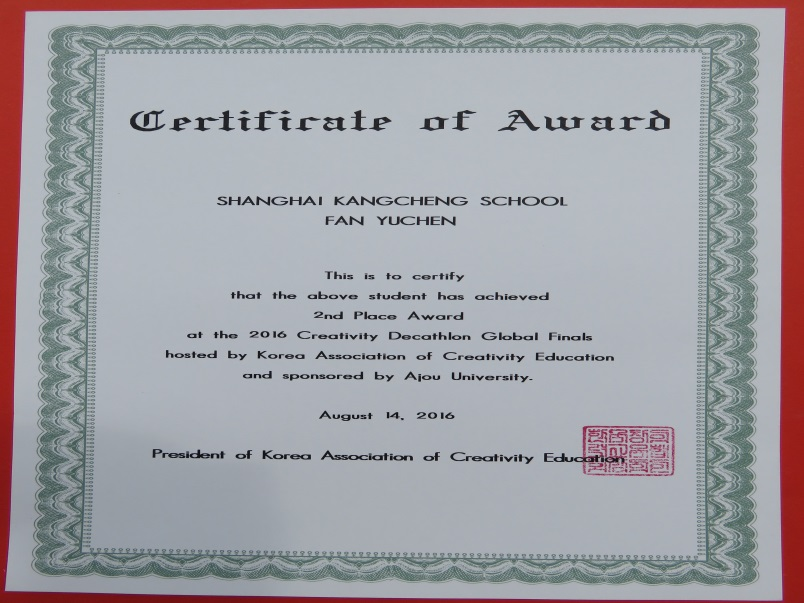 Certificate of Award
SHANGHAI KANGCHENG SCHOOL
FAN YUCHEN
This is to certify
that the above student has achieved
2nd Place Award
at the 2016 Creativity Decathlon Global Finals
hosted by Korea Association of Creativity Education
and sponsored by Ajou University.
August 14, 2016
President of Korea Association of Creativity Education